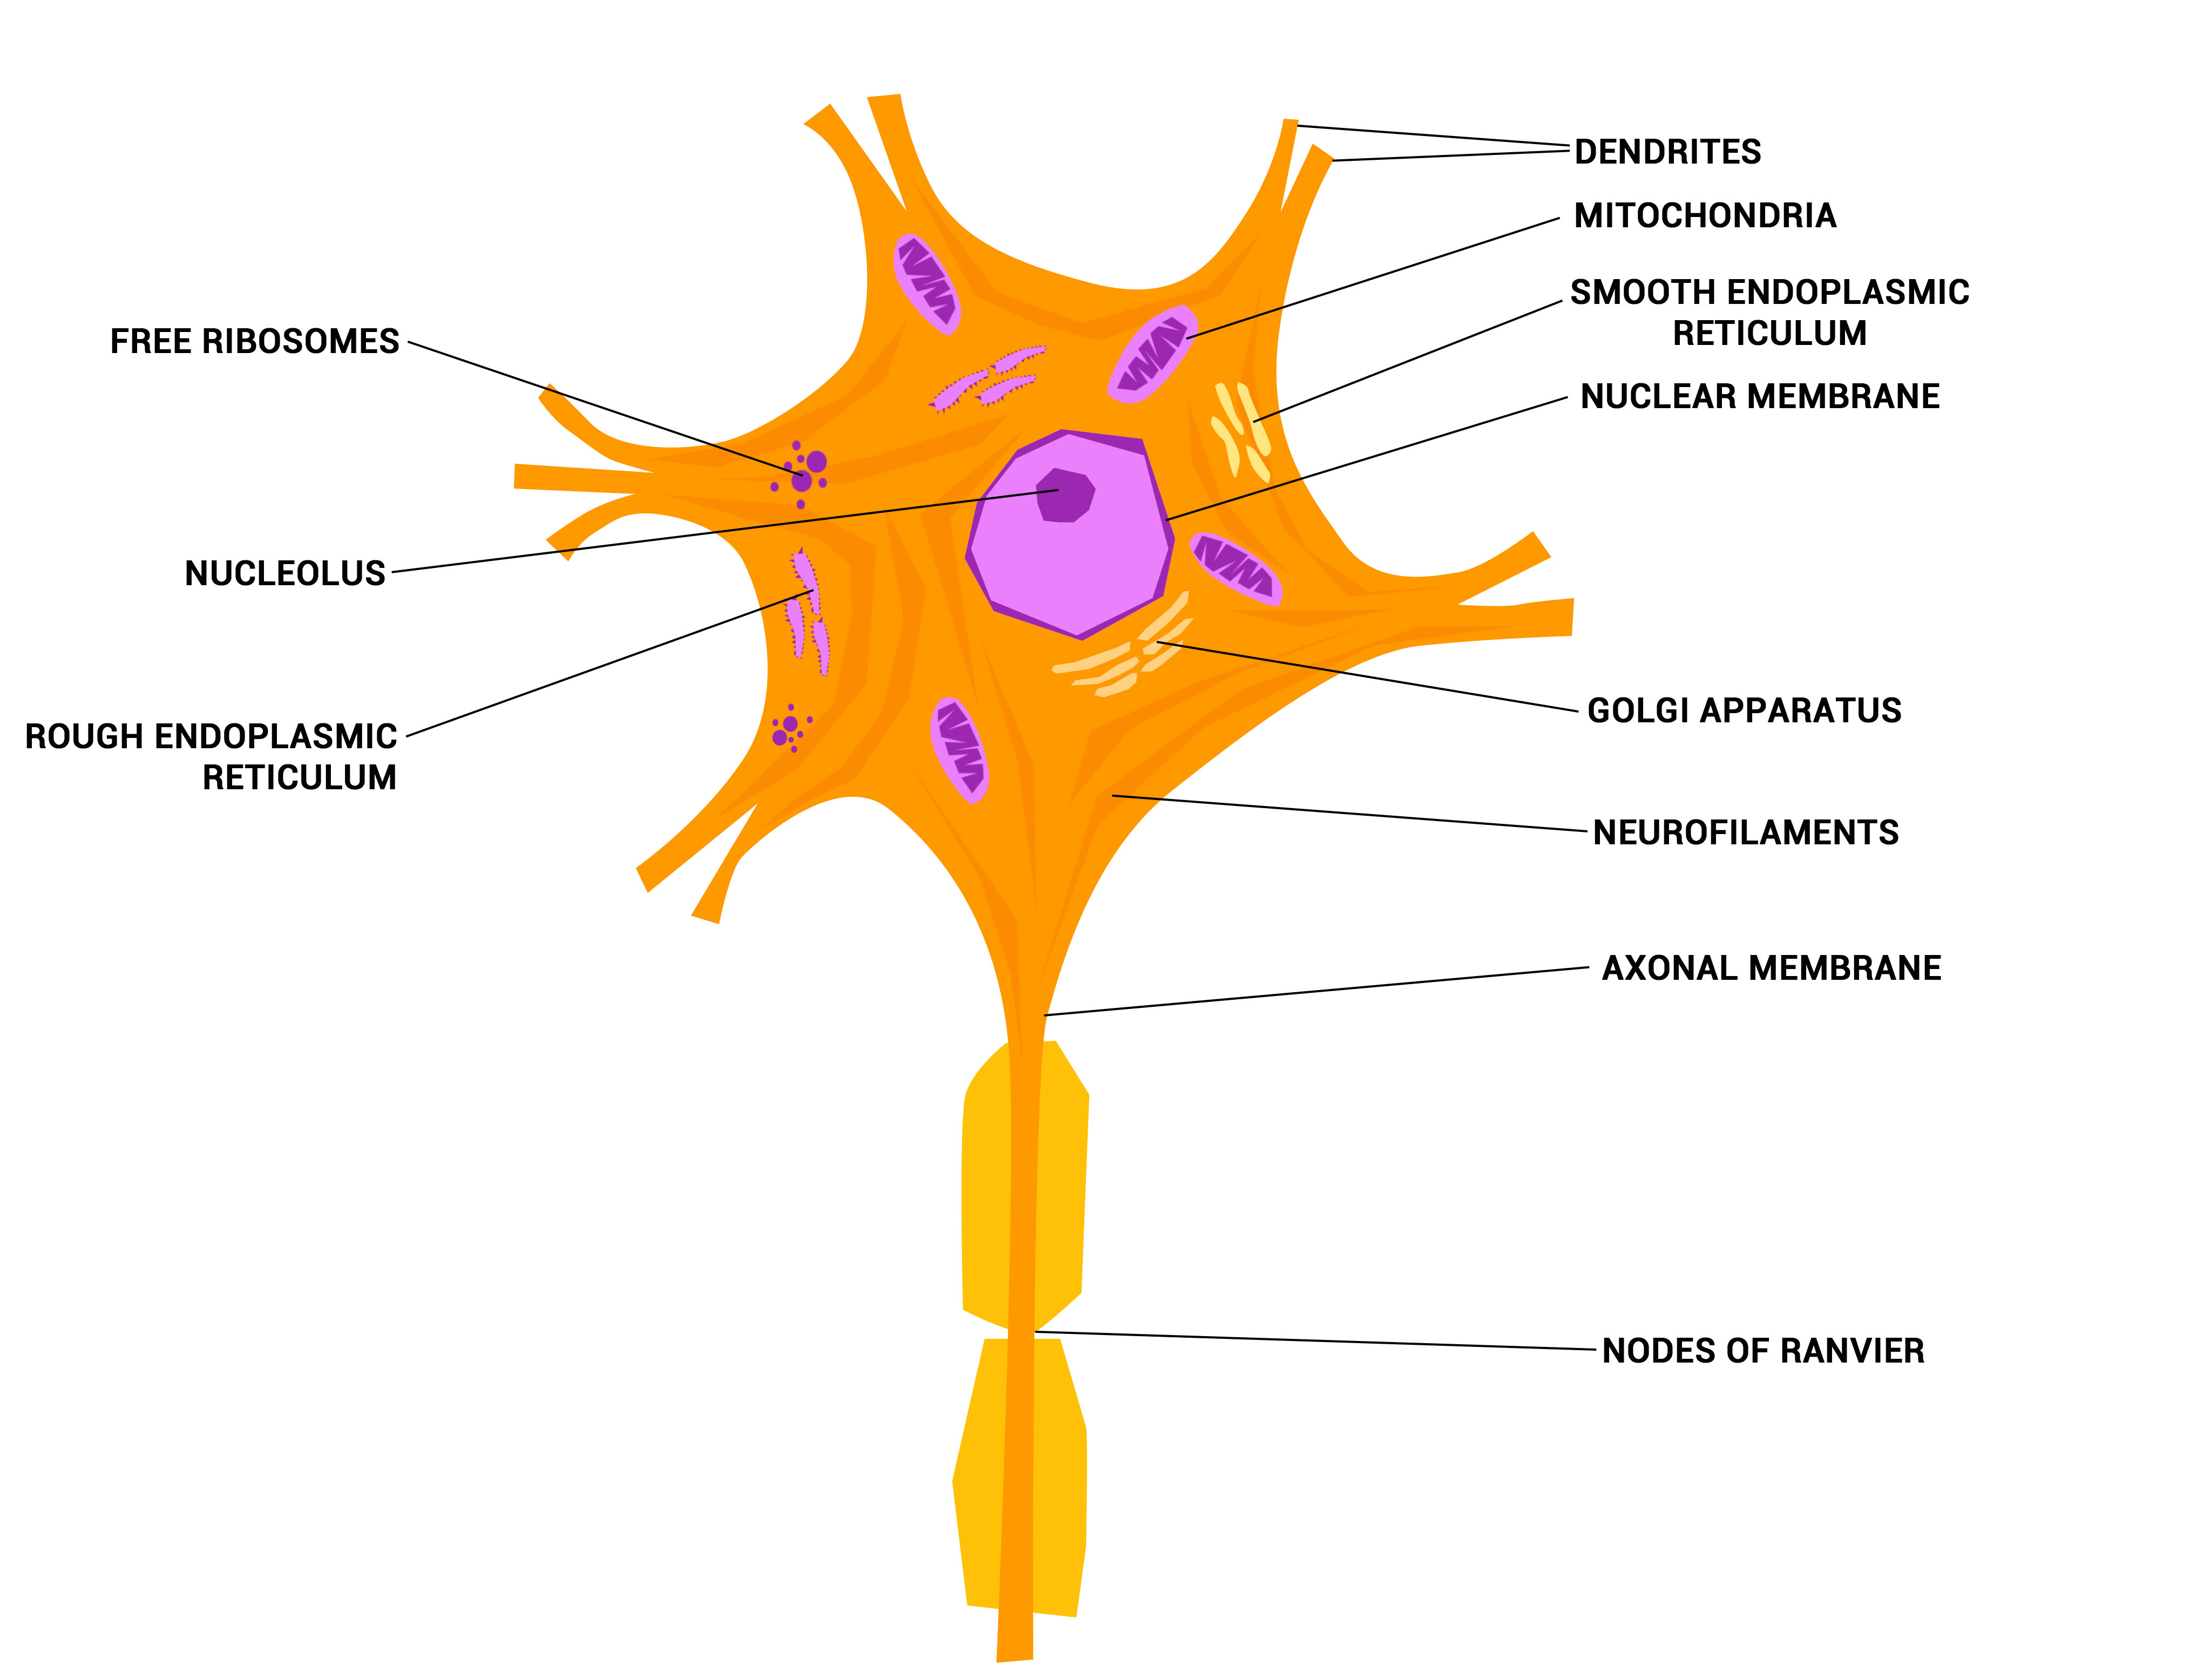 DENDRITES
MITOCHONDRIA
SMOOTH ENDOPLASMIC
RETICULUM
FREE RIBOSOMES
NUCLEAR MEMBRANE
NUCLEOLUS
GOLGI APPARATUS
ROUGH ENDOPLASMIC
RETICULUM
NEUROFILAMENTS
AXONAL MEMBRANE
NODES OF RANVIER